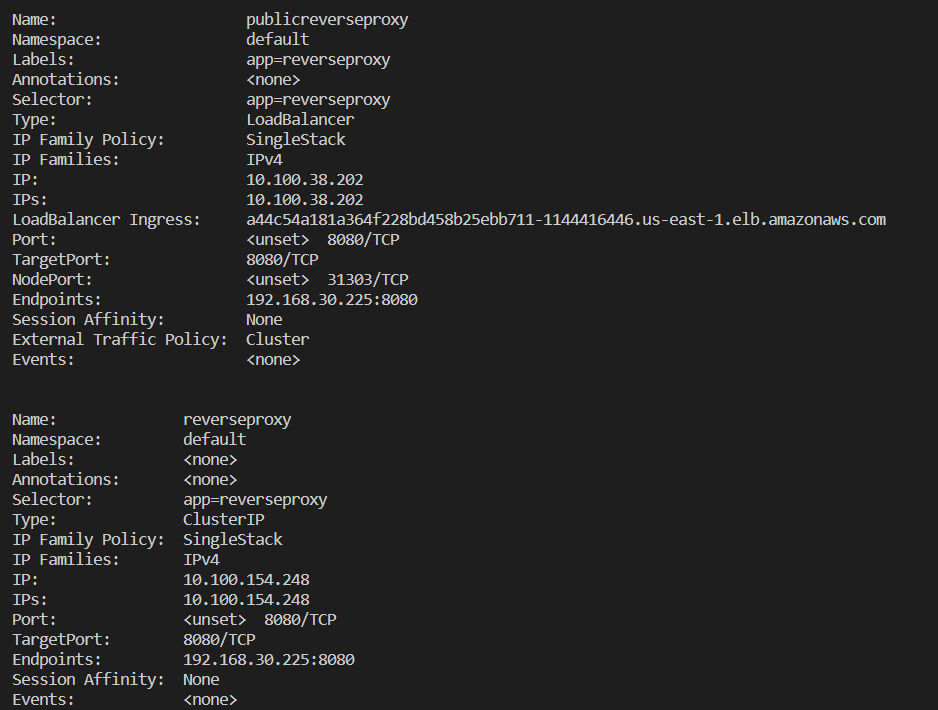 Name:                     publicreverseproxy
Namespace:                default
Labels:                   app=reverseproxy
Annotations:              <none>
Selector:                 app=reverseproxy
Type:                     LoadBalancer
IP Family Policy:         SingleStack
IP Families:              IPv4
IP:                       10.100.38.202
IPs:                      10.100.38.202
LoadBalancer Ingress:     a44c54a181a364f228bd458b25ebb711-1144416446.us-east-1.elb.amazonaws.com
Port:                     <unset>  8080/TCP
TargetPort:               8080/TCP
NodePort:                 <unset>  31303/TCP
Endpoints:                192.168.30.225:8080
Session Affinity:         None
External Traffic Policy:  Cluster
Events:                   <none>
Name:              reverseproxy
Namespace:         default
Labels:            <none>
Annotations:       <none>
Selector:          app=reverseproxy
Type:              ClusterIP
IP Family Policy:  SingleStack
IP Families:       IPv4
IP:                10.100.154.248
IPs:               10.100.154.248
Port:              <unset>  8080/TCP
TargetPort:        8080/TCP
Endpoints:         192.168.30.225:8080
Session Affinity:  None
Events:            <none>